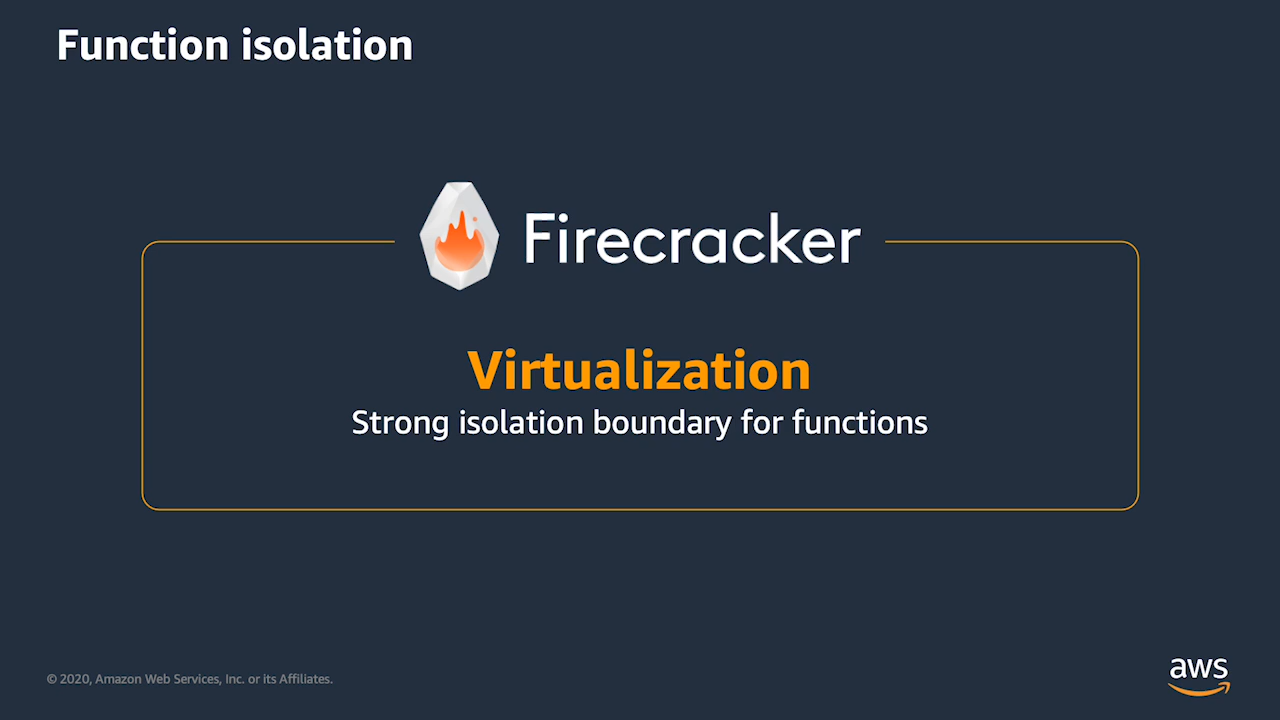 Function isolation
Firecracker
Virtualization
Strong isolation boundary for functions
© 2020, Amazon Web Services, Inc. or its Affiliates.
aws